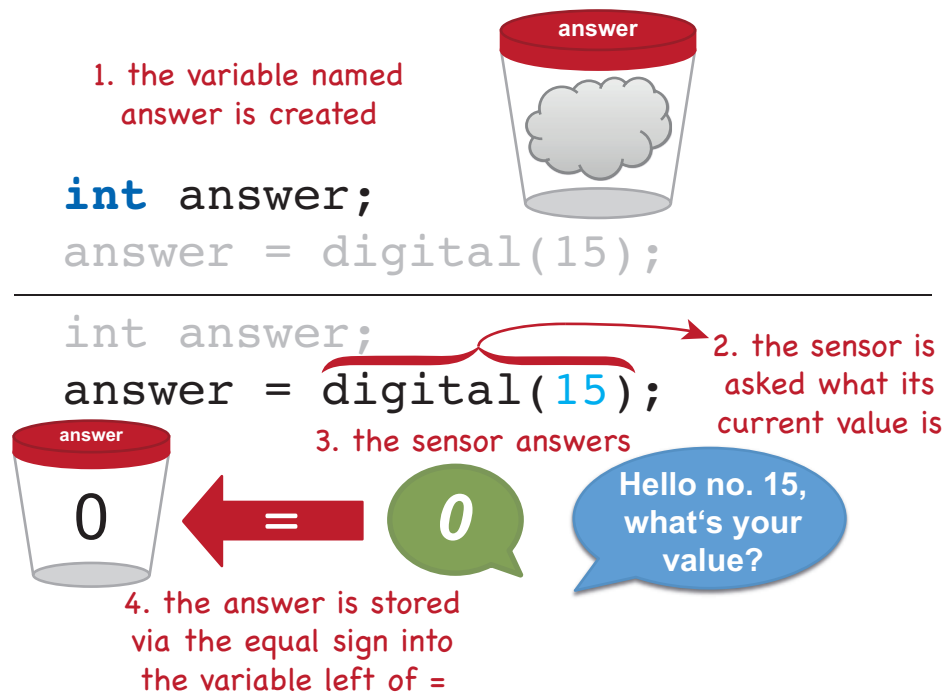 answer
1. the variable named
answer is created
int answer;
answer = digital(15);
int answer;
2. the sensor is
asked what its
current value is
answer = digital(15);
3. the sensor answers
answer
0
=
0
Hello no. 15,
what‘s your
value?
4. the answer is stored
via the equal sign into
the variable left of =